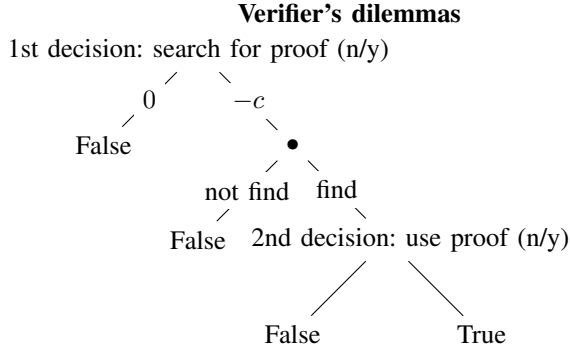 Verifier's dilemmas
1st decision: search for proof (n/y)
0
−c
False
not find
find
False
2nd decision: use proof (n/y)
False
True